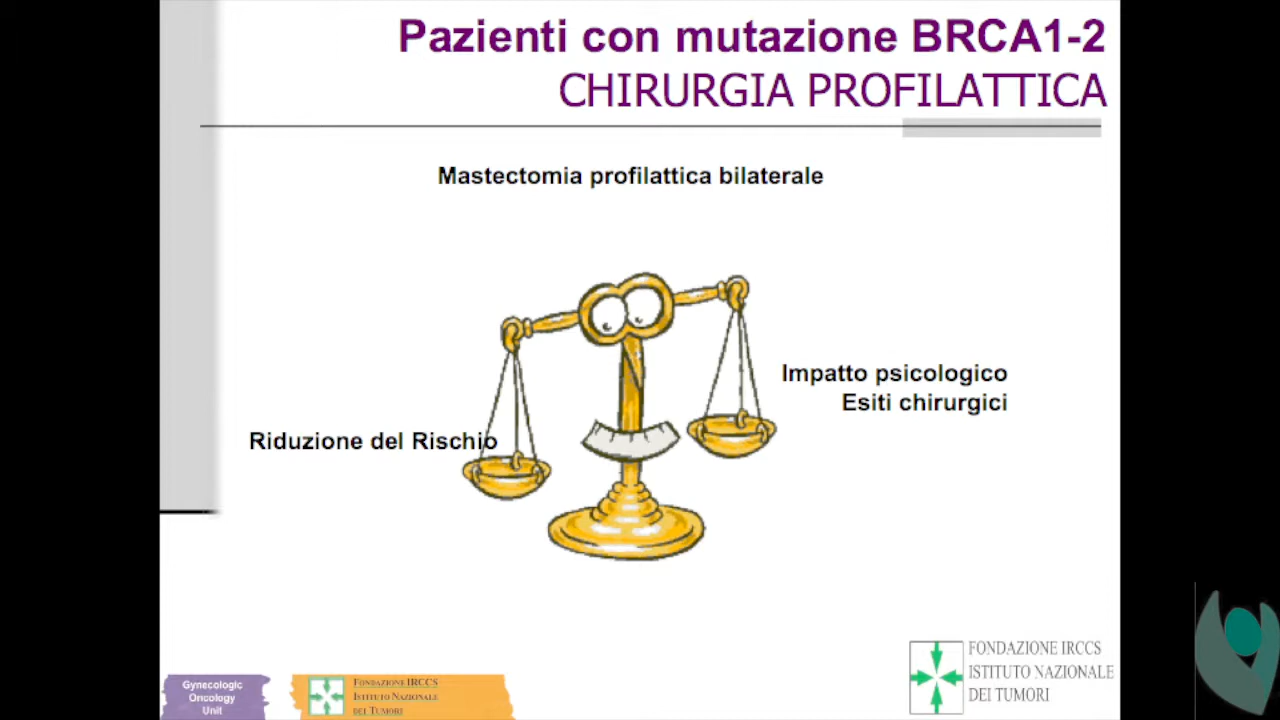 Pazienti con mutazione BRCA1-2
CHIRURGIA PROFILATTICA
Mastectomia profilattica bilaterale
Impatto psicologico
Esiti chirurgici
Riduzione del Rischio
Gynecologic
Oncology
Unit
FONDAZIONE IRCCS
ISTITUTO NAZIONALE
DEI TUMORI
FONDAZIONE IRCCS
ISTITUTO NAZIONALE
DEI TUMORI